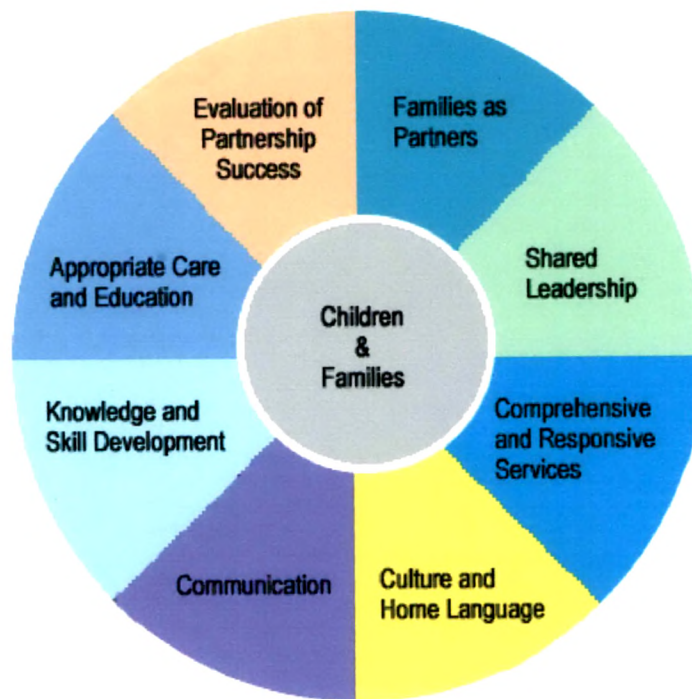 Evaluation of
Partnership
Success
Families as
Partners
Shared
Leadership
Comprehensive
and Responsive
Services
Culture and
Home Language
Communication
Knowledge and
Skill Development
Appropriate Care
and Education
Children
&
Families